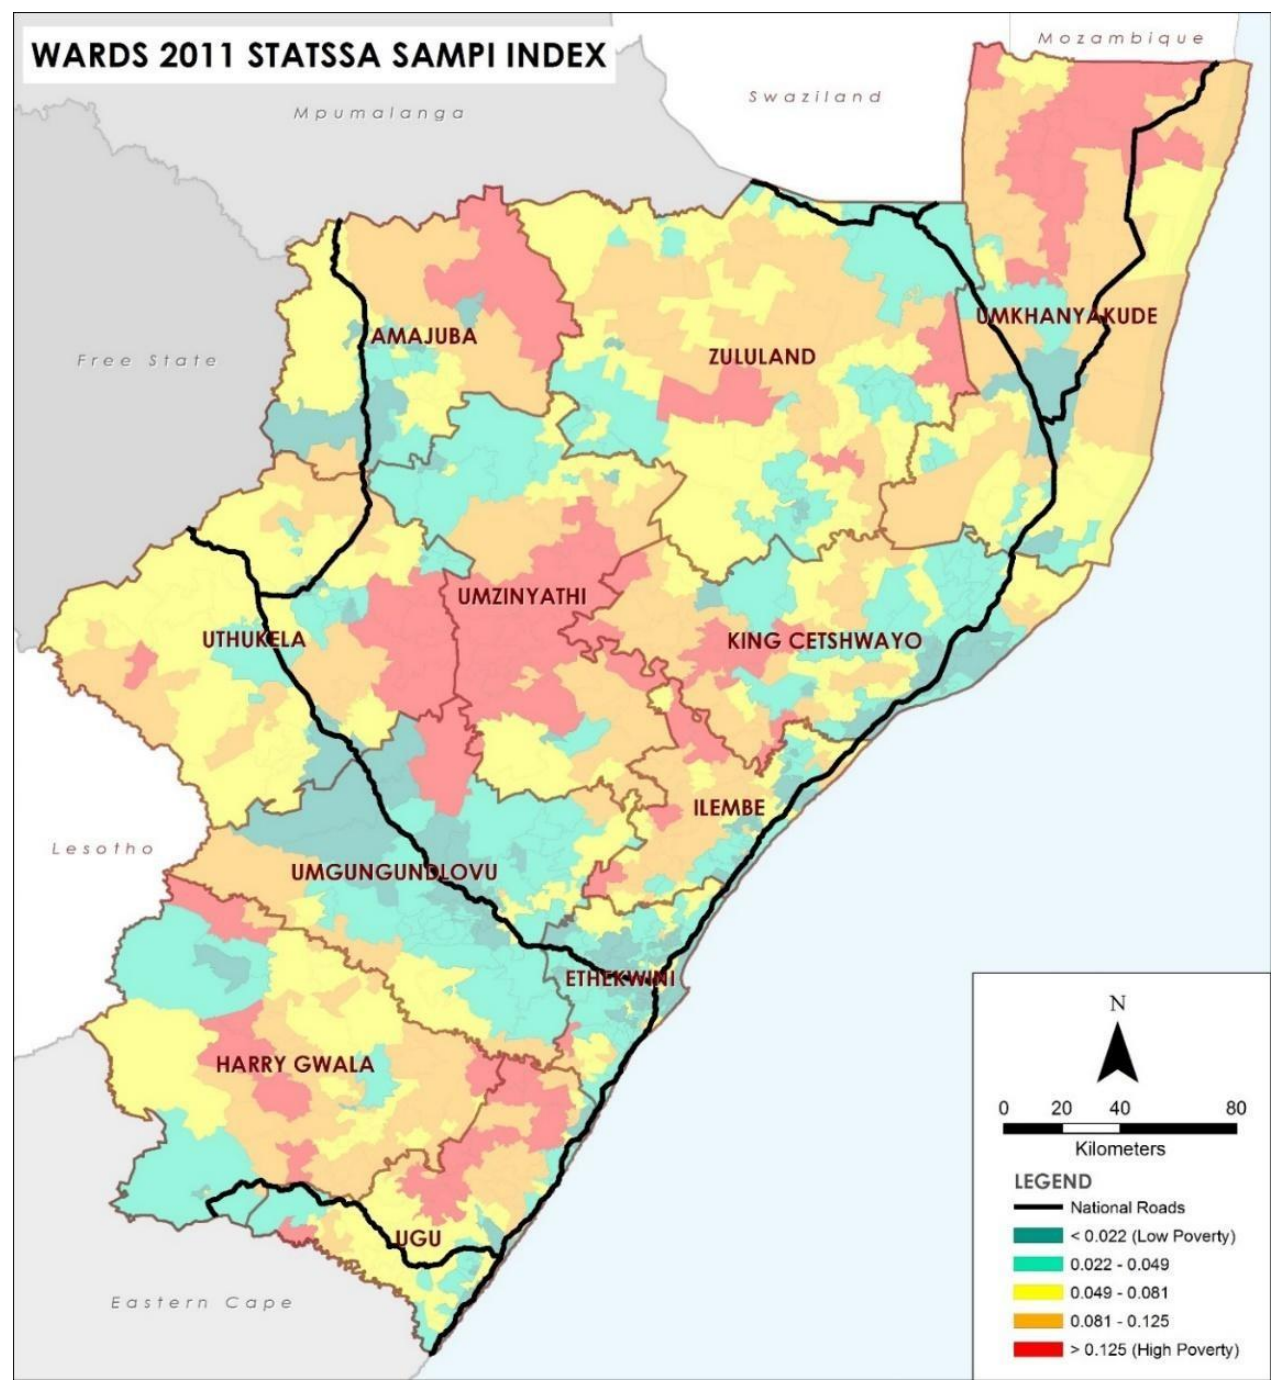 WARDS 2011 STATSSA SAMPI INDEX
Mozambique
Swaziland
Mpumalanga
UMKHANYAKUDE
AMAJUBA
ZULULAND
Free State
UMZINYATHI
UTHUKELA
KING CETSHWAYO
ILEMBE
Lesotho
UMGUNGUNDLOVU
ETHEKWINI
HARRY GWALA
UGU
Eastern Cape
N
0 20 40 80
Kilometers
LEGEND
National Roads
< 0.022 (Low Poverty)
0.022 - 0.049
0.049 - 0.081
0.081 - 0.125
> 0.125 (High Poverty)